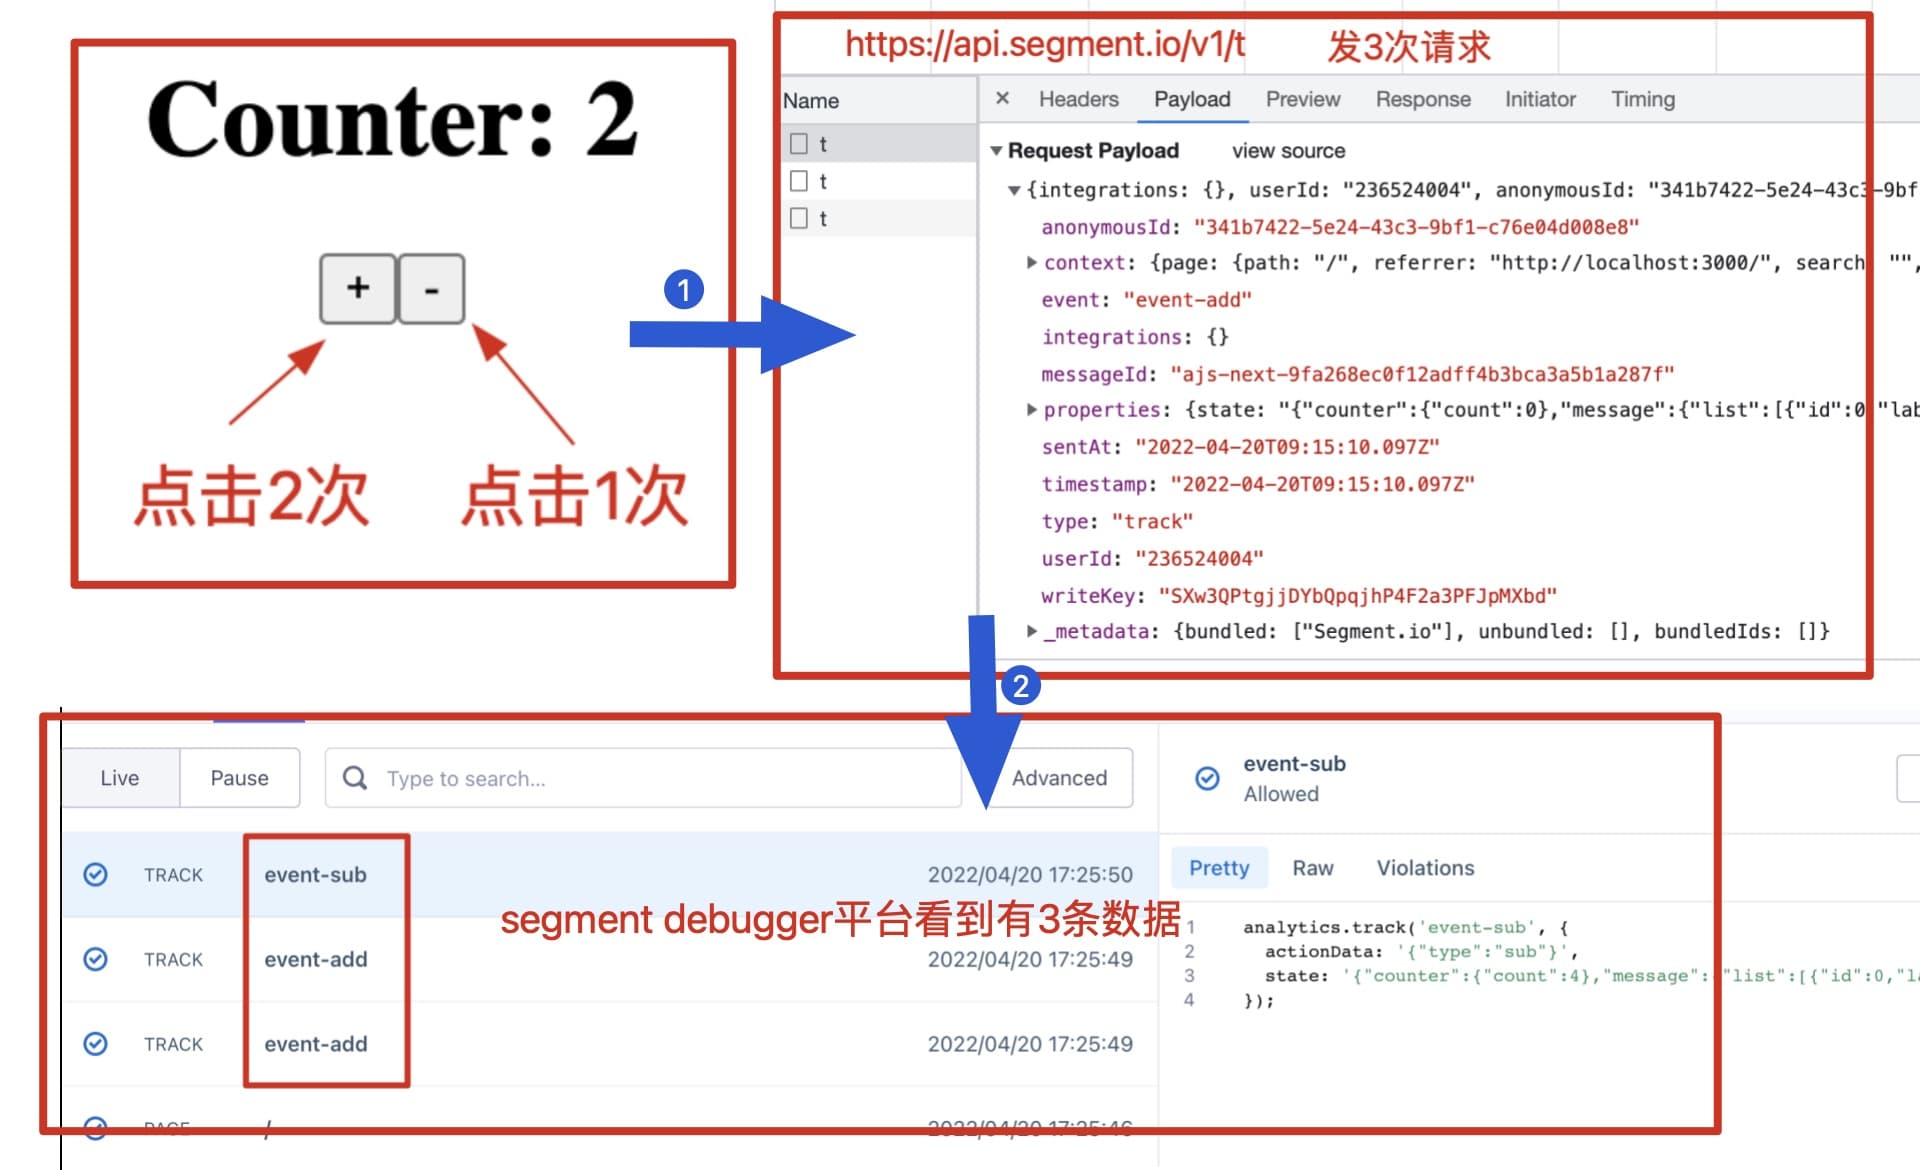 Counter: 2
+ -
点击2次 点击1次
1
https://api.segment.io/v1/t 发3次请求
Name
t
t
t
× Headers Payload Preview Response Initiator Timing
Request Payload view source
{integrations: {}, userId: "236524004", anonymousId: "341b7422-5e24-43c3-9bf
anonymousId: "341b7422-5e24-43c3-9bf1-c76e04d008e8"
context: {page: {path: "/", referrer: "http://localhost:3000/", search: "",
event: "event-add"
integrations: {}
messageId: "ajs-next-9fa268ec0f12adff4b3bca3a5b1a287f"
properties: {state: "{"counter":{"count":0},"message":{"list":[{"id":0,"lab
sentAt: "2022-04-20T09:15:10.097Z"
timestamp: "2022-04-20T09:15:10.097Z"
type: "track"
userId: "236524004"
writeKey: "SXw3QPtgjjDYbQpqjhP4F2a3PFJpMXbd"
_metadata: {bundled: ["Segment.io"], unbundled: [], bundledIds: []}
2
Live Pause Type to search... Advanced
TRACK event-sub 2022/04/20 17:25:50
segment debugger平台看到有3条数据
TRACK event-add 2022/04/20 17:25:49
TRACK event-add 2022/04/20 17:25:49
PAGE / 2022/04/20 17:25:46
event-sub
Allowed
Pretty Raw Violations
1 analytics.track('event-sub', {
2 actionData: '{"type":"sub"}',
3 state: '{"counter":{"count":4},"message":{"list":[{"id":0,"la
4 });